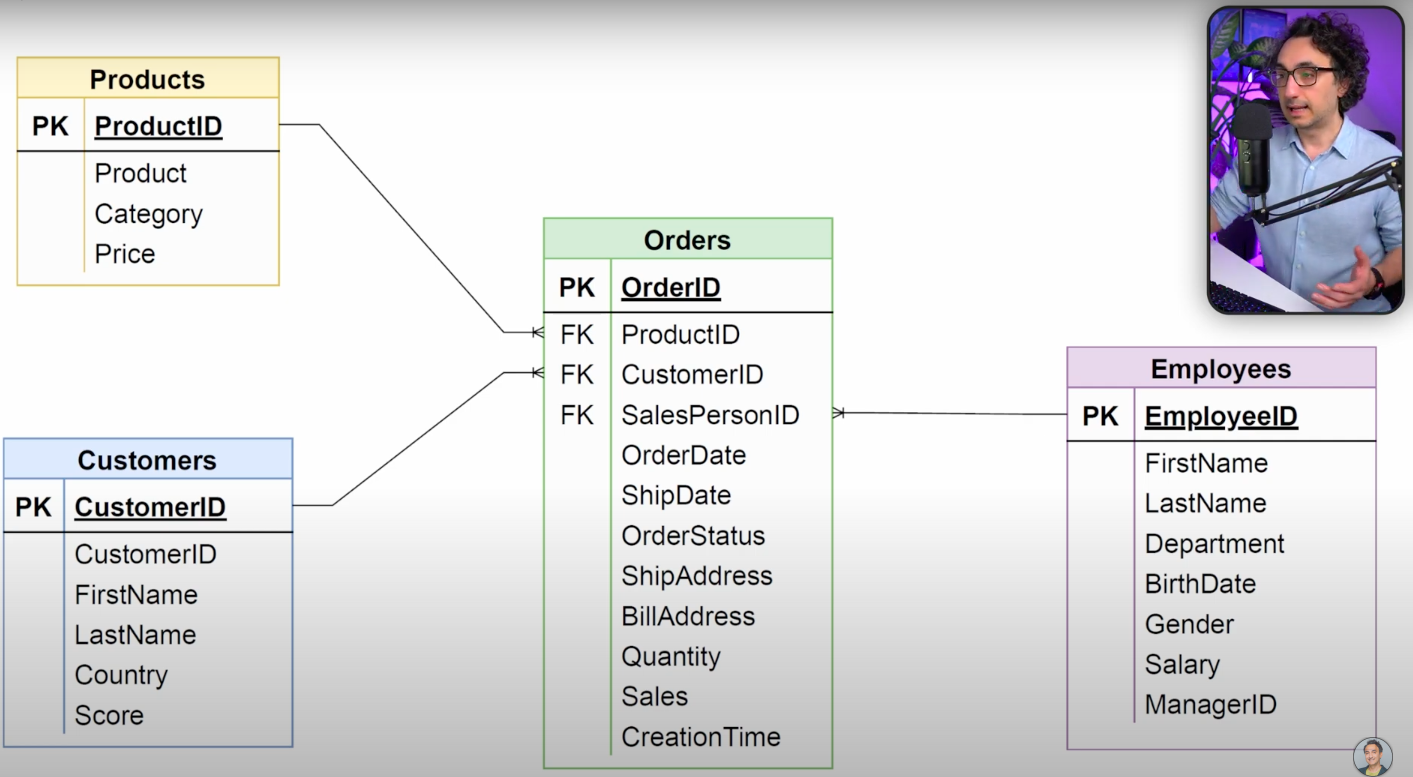 Products
PK ProductID
Product
Category
Price
Customers
PK CustomerID
CustomerID
FirstName
LastName
Country
Score
Orders
PK OrderID
FK ProductID
FK CustomerID
FK SalesPersonID
OrderDate
ShipDate
OrderStatus
ShipAddress
BillAddress
Quantity
Sales
CreationTime
Employees
PK EmployeeID
FirstName
LastName
Department
BirthDate
Gender
Salary
ManagerID